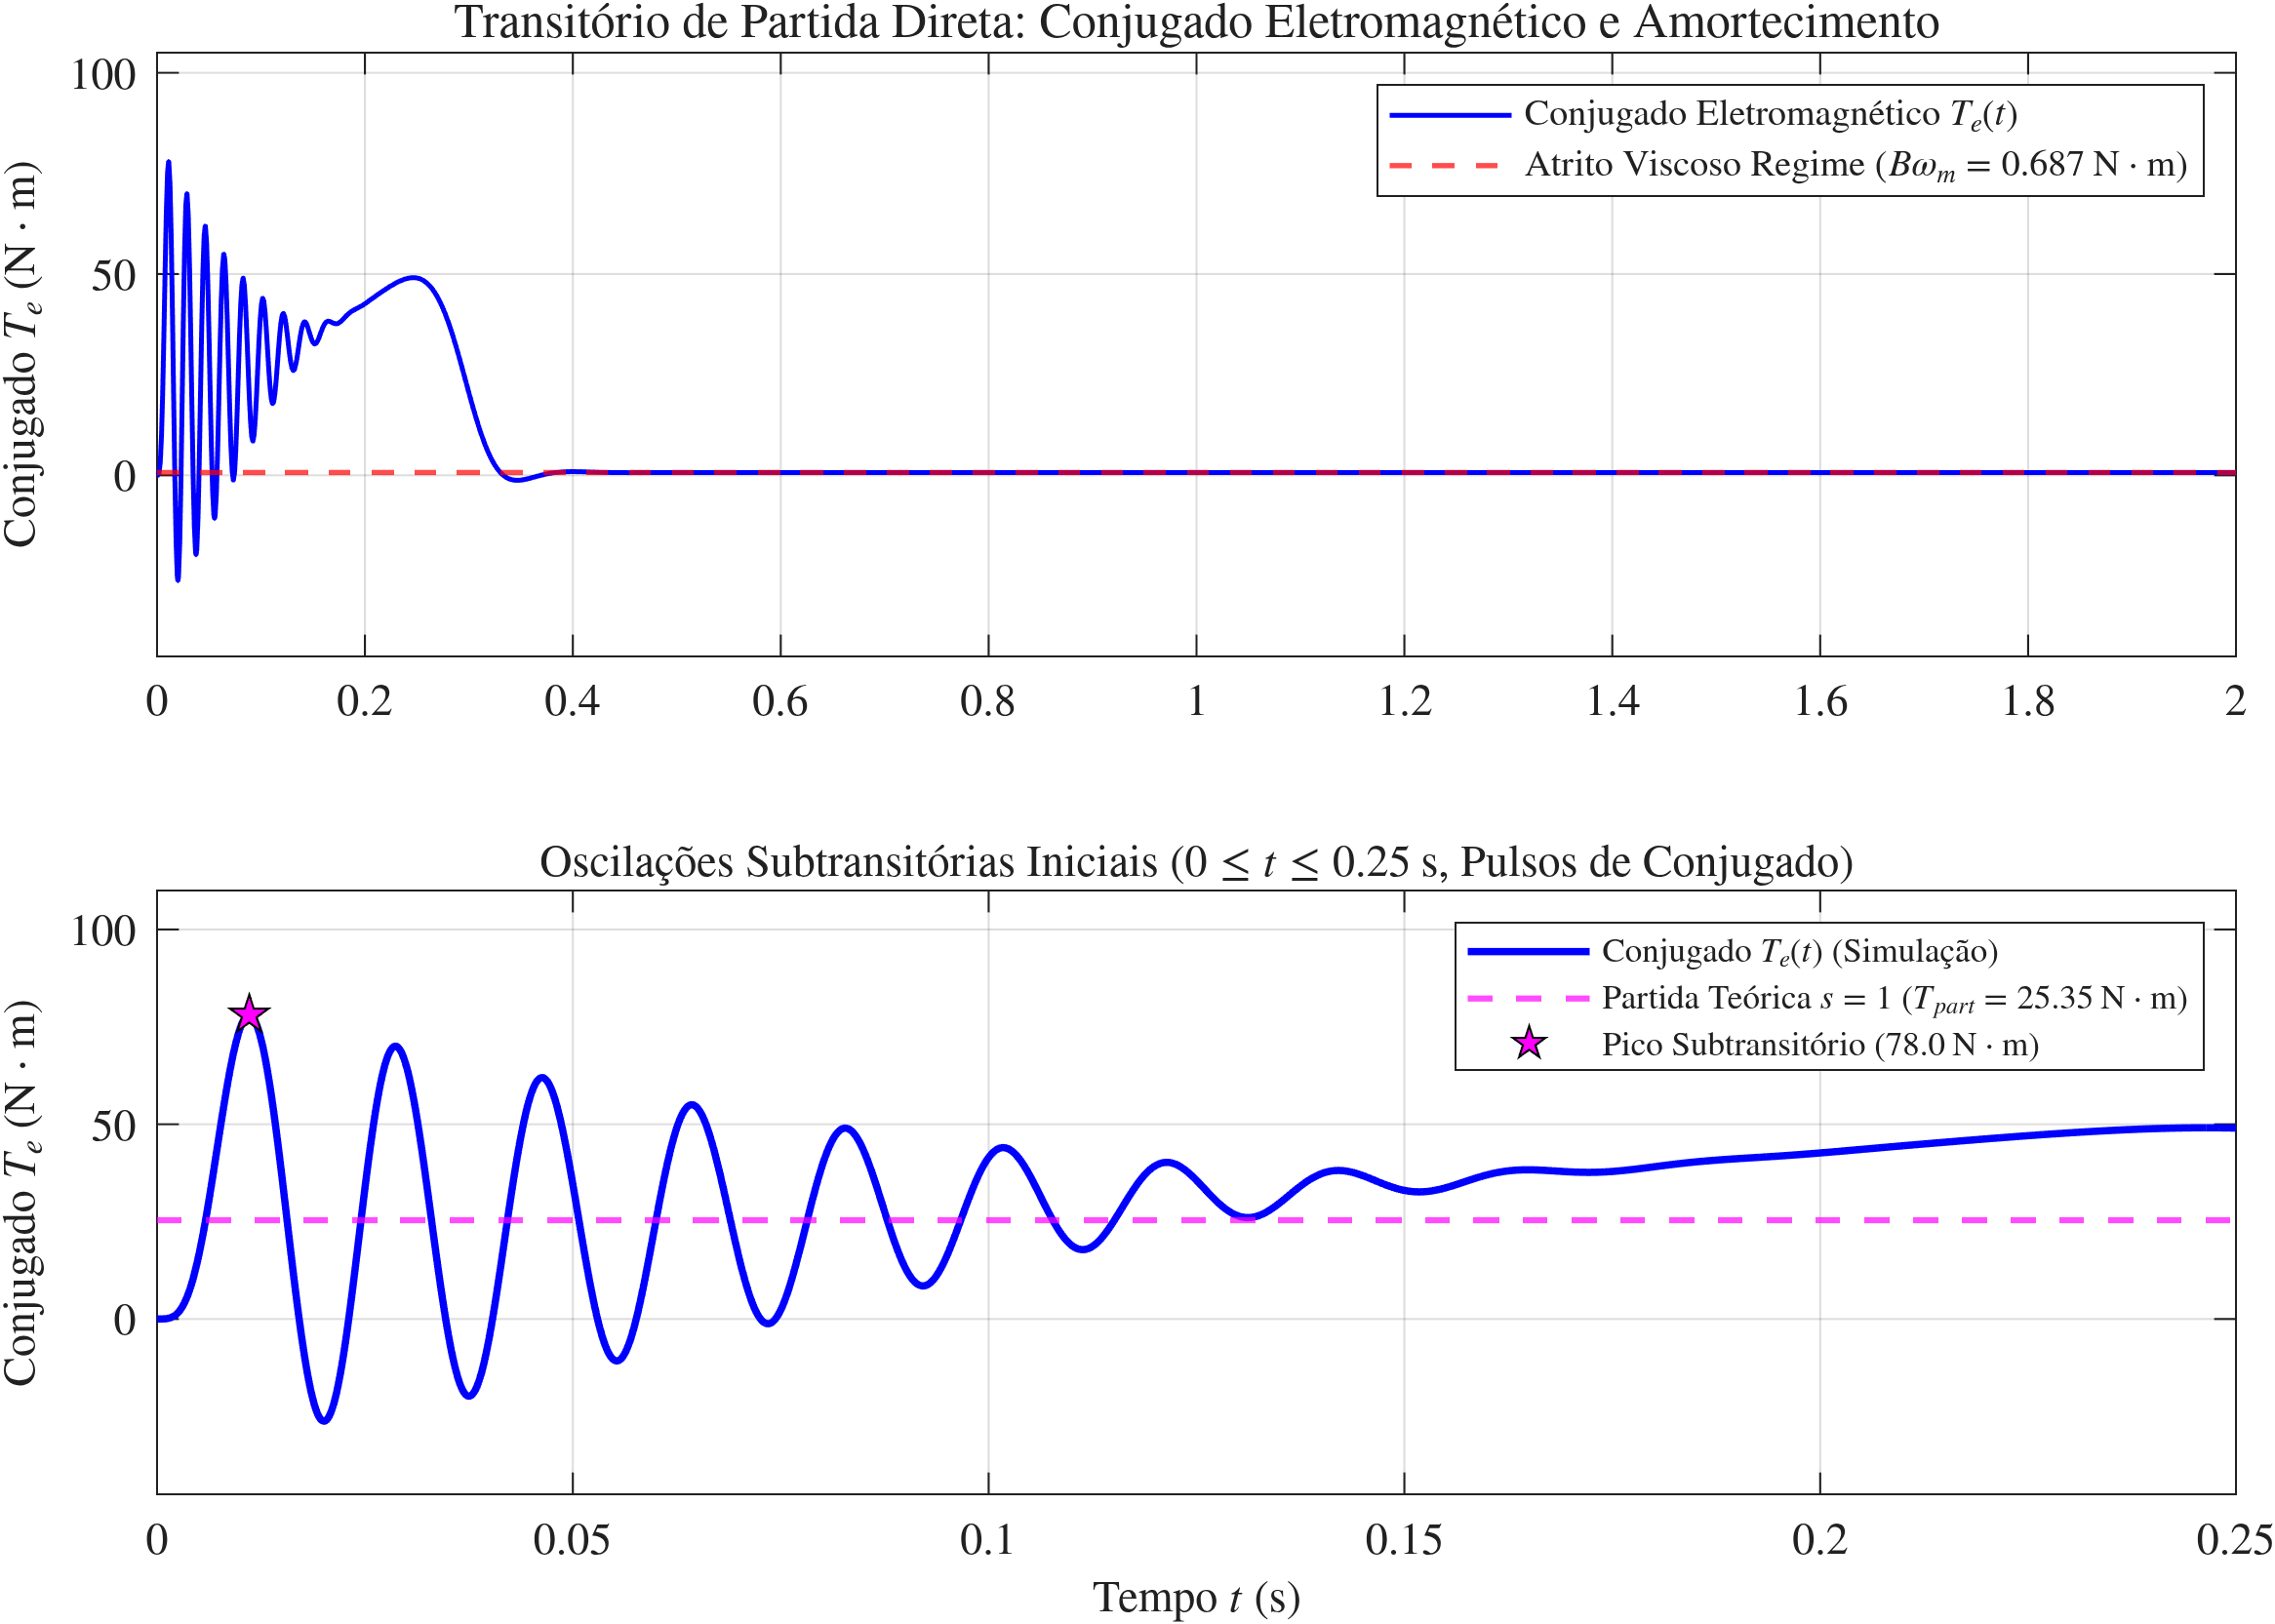 Transitório de Partida Direta: Conjugado Eletromagnético e Amortecimento
Conjugado Tₑ (N · m)
100
50
0
Conjugado Eletromagnético Tₑ(t)
Atrito Viscoso Regime (Bωₘ = 0.687 N · m)
0 0.2 0.4 0.6 0.8 1 1.2 1.4 1.6 1.8 2
Oscilações Subtransitórias Iniciais (0 ≤ t ≤ 0.25 s, Pulsos de Conjugado)
Conjugado Tₑ (N · m)
100
50
0
Conjugado Tₑ(t) (Simulação)
Partida Teórica s = 1 (Tₚₐᵣₜ = 25.35 N · m)
Pico Subtransitório (78.0 N · m)
0 0.05 0.1 0.15 0.2 0.25
Tempo t (s)